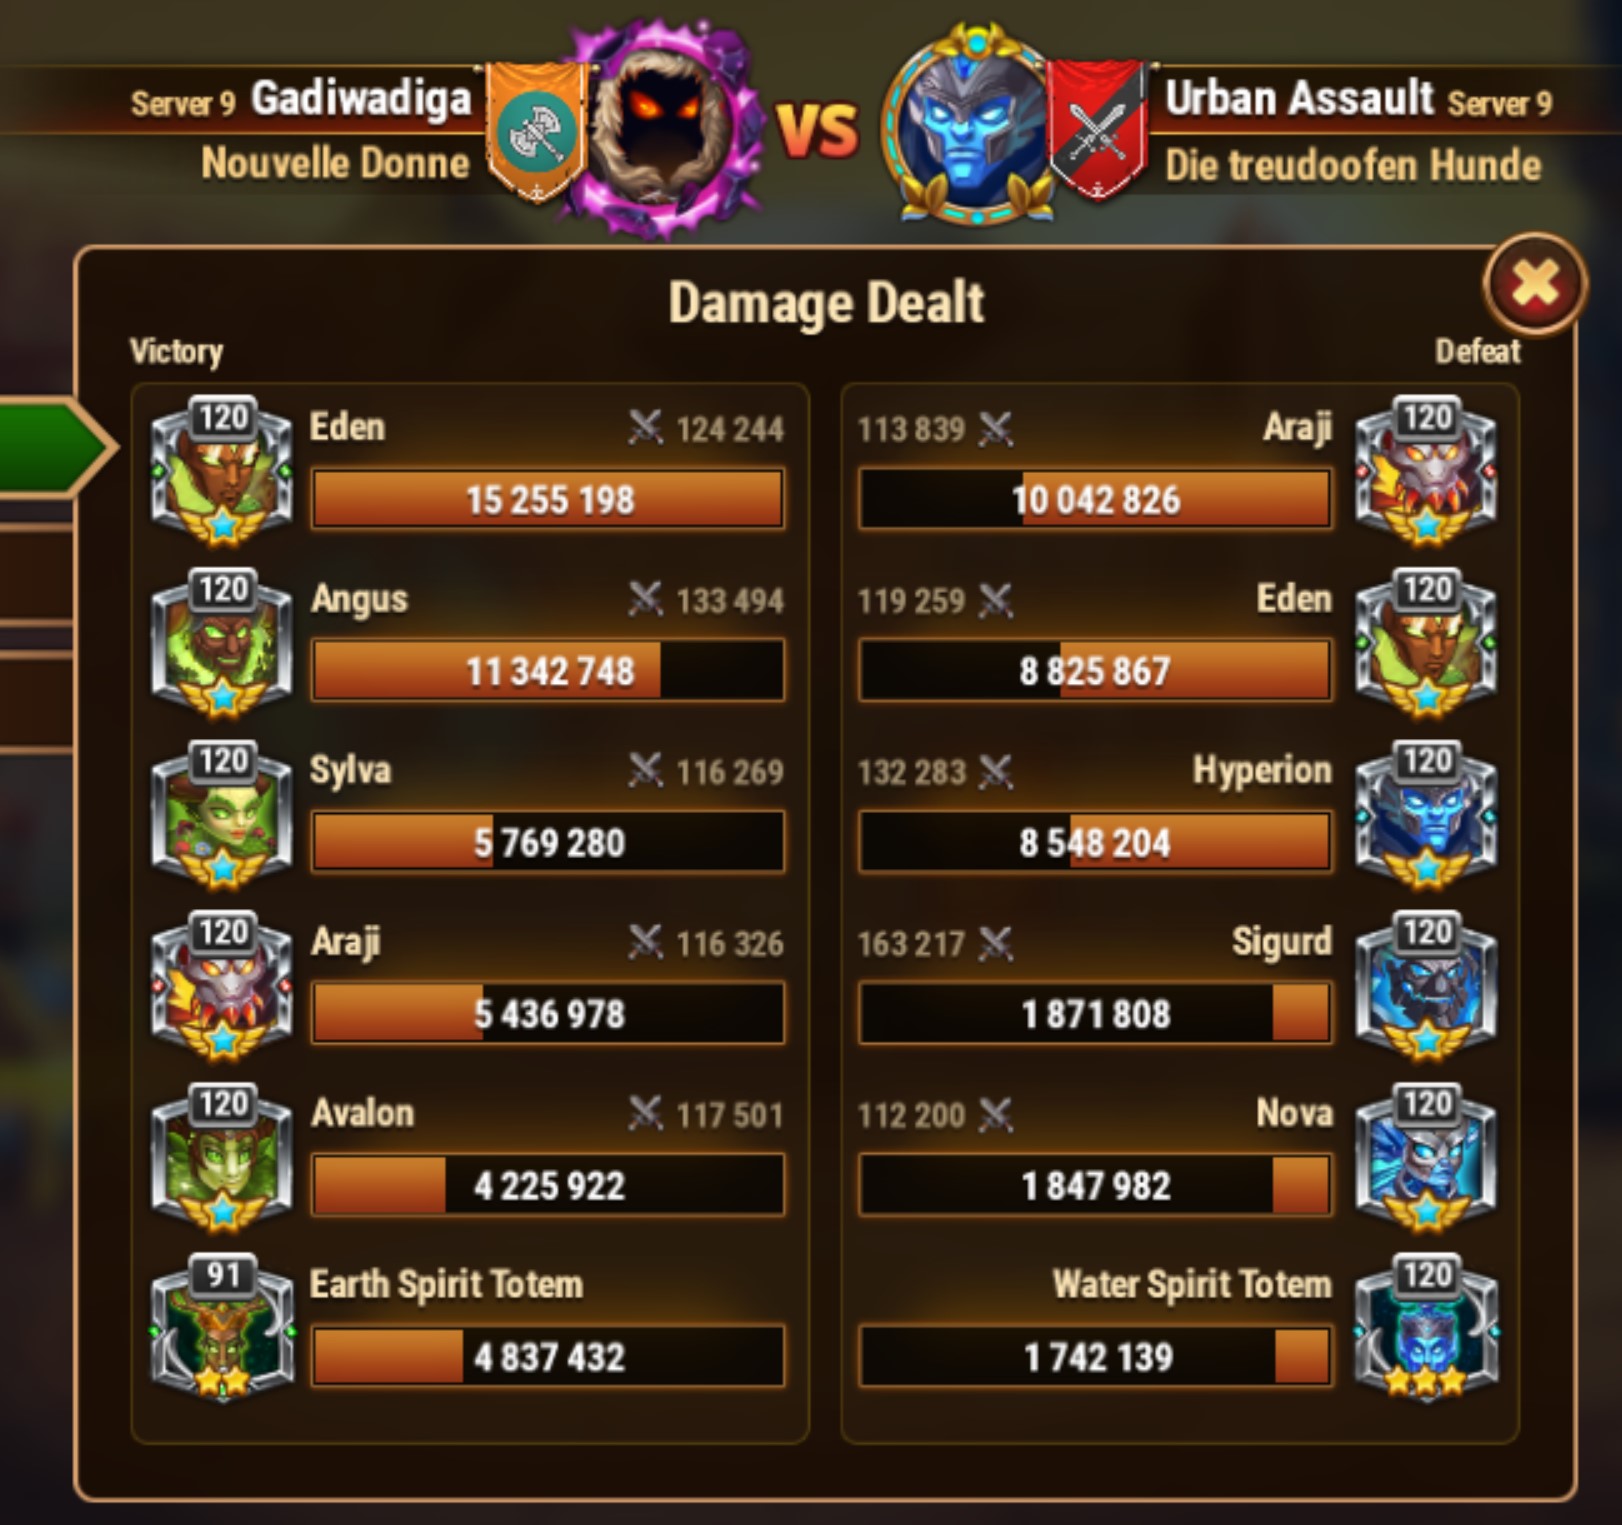 Server 9 Gadiwadiga VS Urban Assault Server 9
Nouvelle Donne Die treudoofen Hunde
Damage Dealt
Victory Defeat
120 Eden 124 244 113 839 Araji 120
15 255 198 10 042 826
120 Angus 133 494 119 259 Eden 120
11 342 748 8 825 867
120 Sylva 116 269 132 283 Hyperion 120
5 769 280 8 548 204
120 Araji 116 326 163 217 Sigurd 120
5 436 978 1 871 808
120 Avalon 117 501 112 200 Nova 120
4 225 922 1 847 982
91 Earth Spirit Totem Water Spirit Totem 120
4 837 432 1 742 139